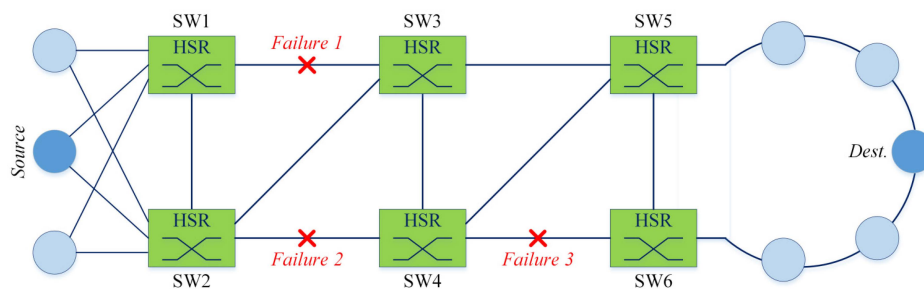 SW1
SW3
SW5
HSR
Failure 1
HSR
HSR
Source
Dest.
HSR
HSR
HSR
Failure 2
Failure 3
SW2
SW4
SW6